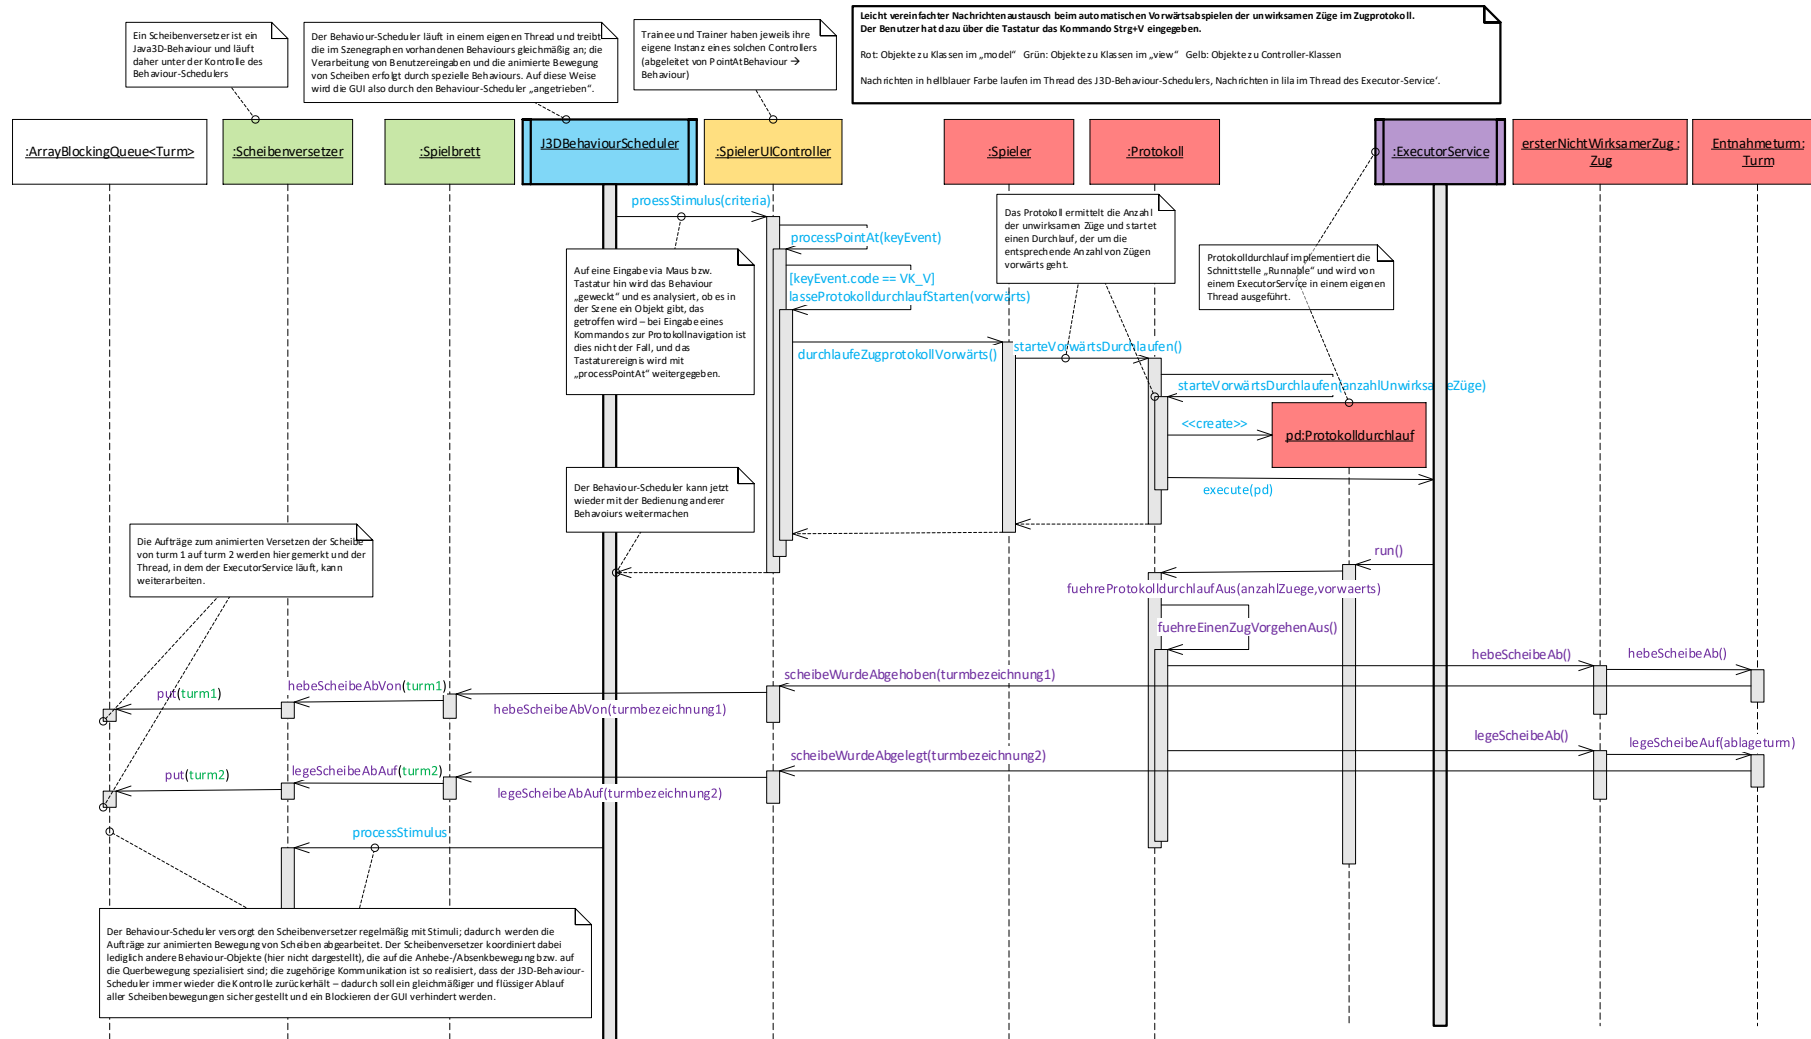 Ein Scheibenversetzer ist ein
Java3D-Behaviour und läuft
daher unter der Kontrolle des
Behaviour-Schedulers
Der Behaviour-Scheduler läuft in einem eigenen Thread und treibt
die im Szenegraphen vorhandenen Behaviours gleichmäßig an; die
Verarbeitung von Benutzereingaben und die animierte Bewegung
von Scheiben erfolgt durch spezielle Behaviours. Auf diese Weise
wird die GUI also durch den Behaviour-Scheduler „angetrieben“.
Trainee und Trainer haben jeweils ihre
eigene Instanz eines solchen Controllers
(abgeleitet von PointAtBehaviour →
Behaviour)
Leicht vereinfachter Nachrichtenaustausch beim automatischen Vorwärtsabspielen der unwirksamen Züge im Zugprotokoll.
Der Benutzer hat dazu über die Tastatur das Kommando Strg+V eingegeben.
Rot: Objekte zu Klassen im „model“ Grün: Objekte zu Klassen im „view“ Gelb: Objekte zu Controller-Klassen
Nachrichten in hellblauer Farbe laufen im Thread des J3D-Behaviour-Schedulers, Nachrichten in lila im Thread des Executor-Service‘.
:ArrayBlockingQueue<Turm>
:Scheibenversetzer
:Spielbrett
J3DBehaviourScheduler
:SpielerUIController
:Spieler
:Protokoll
:ExecutorService
ersterNichtWirksamerZug :
Zug
Entnahmeturm:
Turm
proessStimulus(criteria)
processPointAt(keyEvent)
[keyEvent.code == VK_V]
lasseProtokolldurchlaufStarten(vorwärts)
Auf eine Eingabe via Maus bzw.
Tastatur hin wird das Behaviour
„geweckt“ und es analysiert, ob es in
der Szene ein Objekt gibt, das
getroffen wird – bei Eingabe eines
Kommandos zur Protokollnavigation ist
dies nicht der Fall, und das
Tastaturereignis wird mit
„processPointAt“ weitergegeben.
Das Protokoll ermittelt die Anzahl
der unwirksamen Züge und startet
einen Durchlauf, der um die
entsprechende Anzahl von Zügen
vorwärts geht.
Protokolldurchlauf implementiert die
Schnittstelle „Runnable“ und wird von
einem ExecutorService in einem eigenen
Thread ausgeführt.
durchlaufeZugprotokollVorwärts()
starteVorwärtsDurchlaufen()
starteVorwärtsDurchlaufen(anzahlUnwirksameZüge)
<<create>>
pd:Protokolldurchlauf
execute(pd)
Der Behaviour-Scheduler kann jetzt
wieder mit der Bedienung anderer
Behavoiurs weitermachen
Die Aufträge zum animierten Versetzen der Scheibe
von turm 1 auf turm 2 werden hier gemerkt und der
Thread, in dem der ExecutorService läuft, kann
weiterarbeiten.
run()
fuehreProtokolldurchlaufAus(anzahlZuege,vorwaerts)
fuehreEinenZugVorgehenAus()
hebeScheibeAb()
hebeScheibeAb()
scheibeWurdeAbgehoben(turmbezeichnung1)
hebeScheibeAbVon(turmbezeichnung1)
hebeScheibeAbVon(turm1)
put(turm1)
legeScheibeAb()
legeScheibeAuf(ablageturm)
scheibeWurdeAbgelegt(turmbezeichnung2)
legeScheibeAbAuf(turmbezeichnung2)
legeScheibeAbAuf(turm2)
put(turm2)
processStimulus
Der Behaviour-Scheduler versorgt den Scheibenversetzer regelmäßig mit Stimuli; dadurch werden die
Aufträge zur animierten Bewegung von Scheiben abgearbeitet. Der Scheibenversetzer koordiniert dabei
lediglich andere Behaviour-Objekte (hier nicht dargestellt), die auf die Anhebe-/Absenkbewegung bzw. auf
die Querbewegung spezialisiert sind; die zugehörige Kommunikation ist so realisiert, dass der J3D-Behaviour-
Scheduler immer wieder die Kontrolle zurückerhält – dadurch soll ein gleichmäßiger und flüssiger Ablauf
aller Scheibenbewegungen sichergestellt und ein Blockieren der GUI verhindert werden.